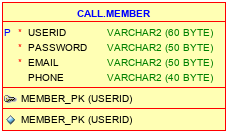 CALL.MEMBER
P * USERID VARCHAR2 (60 BYTE)
* PASSWORD VARCHAR2 (50 BYTE)
* EMAIL VARCHAR2 (50 BYTE)
PHONE VARCHAR2 (40 BYTE)
MEMBER_PK (USERID)
MEMBER_PK (USERID)